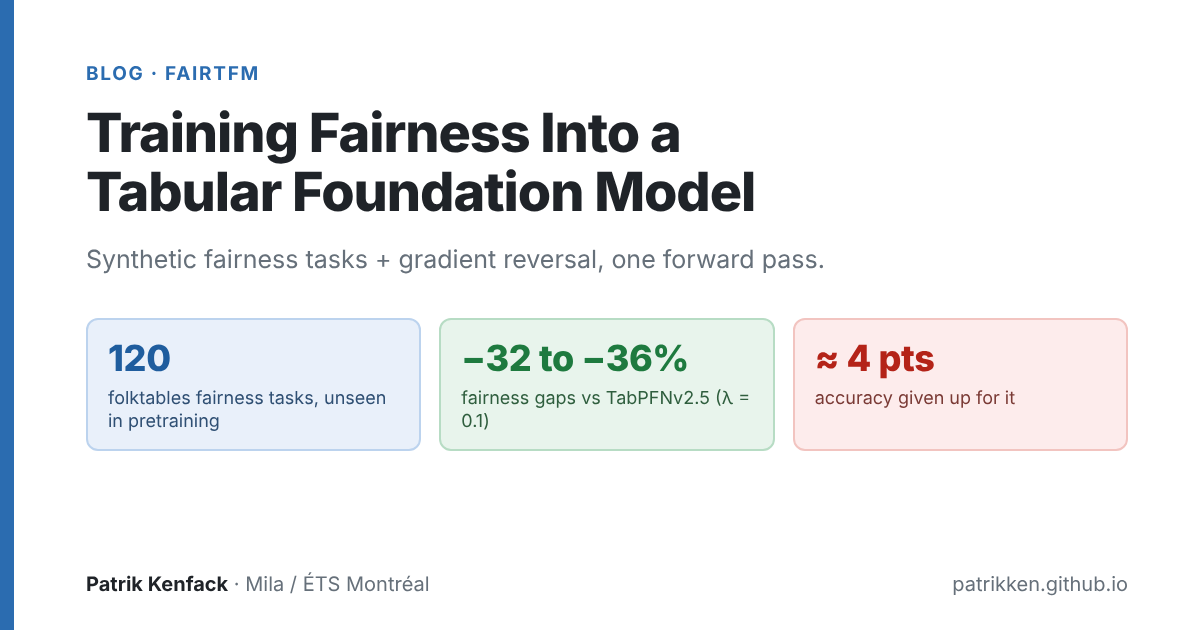 BLOG · FAIRTFM
Training Fairness Into a
Tabular Foundation Model
Synthetic fairness tasks + gradient reversal, one forward pass.
120
folktables fairness tasks, unseen
in pretraining
−32 to −36%
fairness gaps vs TabPFNv2.5 (λ =
0.1)
≈ 4 pts
accuracy given up for it
Patrik Kenfack · Mila / ÉTS Montréal
patrikken.github.io